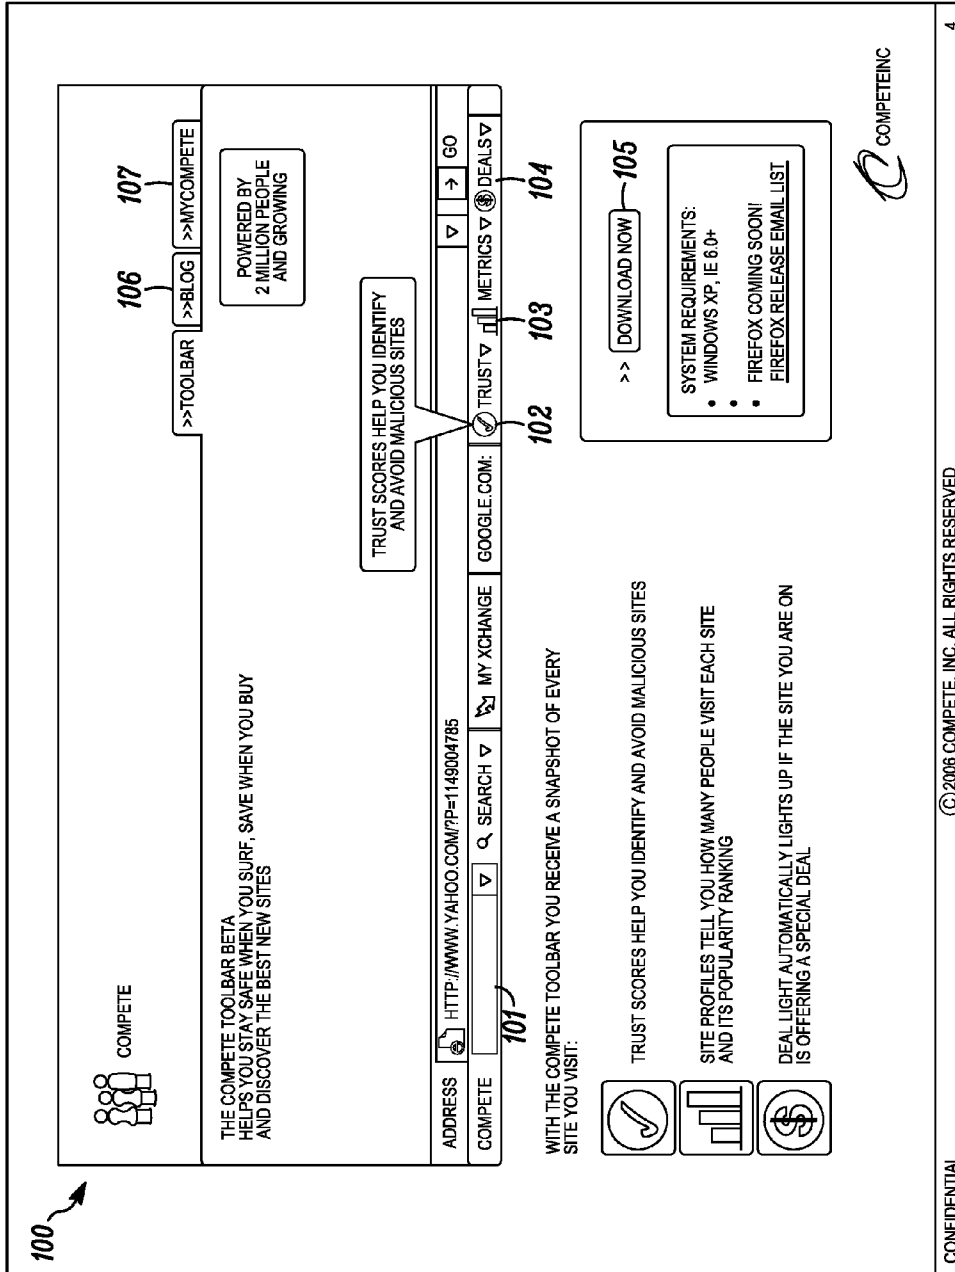 100
COMPETE
107
106
>>TOOLBAR
>>BLOG
>>MYCOMPETE
THE COMPETE TOOLBAR BETA
HELPS YOU STAY SAFE WHEN YOU SURF, SAVE WHEN YOU BUY
AND DISCOVER THE BEST NEW SITES
POWERED BY
2 MILLION PEOPLE
AND GROWING
TRUST SCORES HELP YOU IDENTIFY
AND AVOID MALICIOUS SITES
ADDRESS
HTTP://WWW.YAHOO.COM/?P=1149004785
GO
COMPETE
SEARCH
MY XCHANGE
GOOGLE.COM:
TRUST
METRICS
$ DEALS
101
102
103
104
WITH THE COMPETE TOOLBAR YOU RECEIVE A SNAPSHOT OF EVERY
SITE YOU VISIT:
TRUST SCORES HELP YOU IDENTIFY AND AVOID MALICIOUS SITES
SITE PROFILES TELL YOU HOW MANY PEOPLE VISIT EACH SITE
AND ITS POPULARITY RANKING
$
DEAL LIGHT AUTOMATICALLY LIGHTS UP IF THE SITE YOU ARE ON
IS OFFERING A SPECIAL DEAL
>> DOWNLOAD NOW
105
SYSTEM REQUIREMENTS:
• WINDOWS XP, IE 6.0+
•
• FIREFOX COMING SOON!
FIREFOX RELEASE EMAIL LIST
COMPETEINC
CONFIDENTIAL
©2006 COMPETE, INC. ALL RIGHTS RESERVED
4